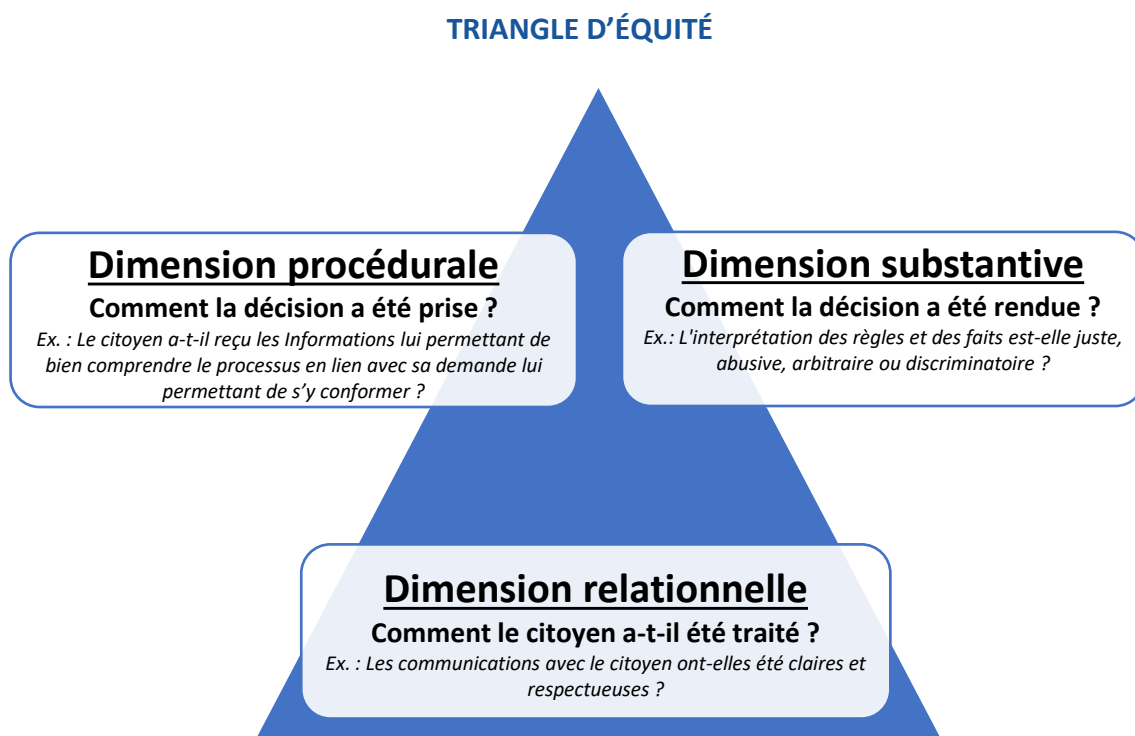 TRIANGLE D’ÉQUITÉ
Dimension procédurale
Comment la décision a été prise ?
Ex. : Le citoyen a-t-il reçu les Informations lui permettant de
bien comprendre le processus en lien avec sa demande lui
permettant de s’y conformer ?
Dimension substantive
Comment la décision a été rendue ?
Ex.: L'interprétation des règles et des faits est-elle juste,
abusive, arbitraire ou discriminatoire ?
Dimension relationnelle
Comment le citoyen a-t-il été traité ?
Ex. : Les communications avec le citoyen ont-elles été claires et
respectueuses ?